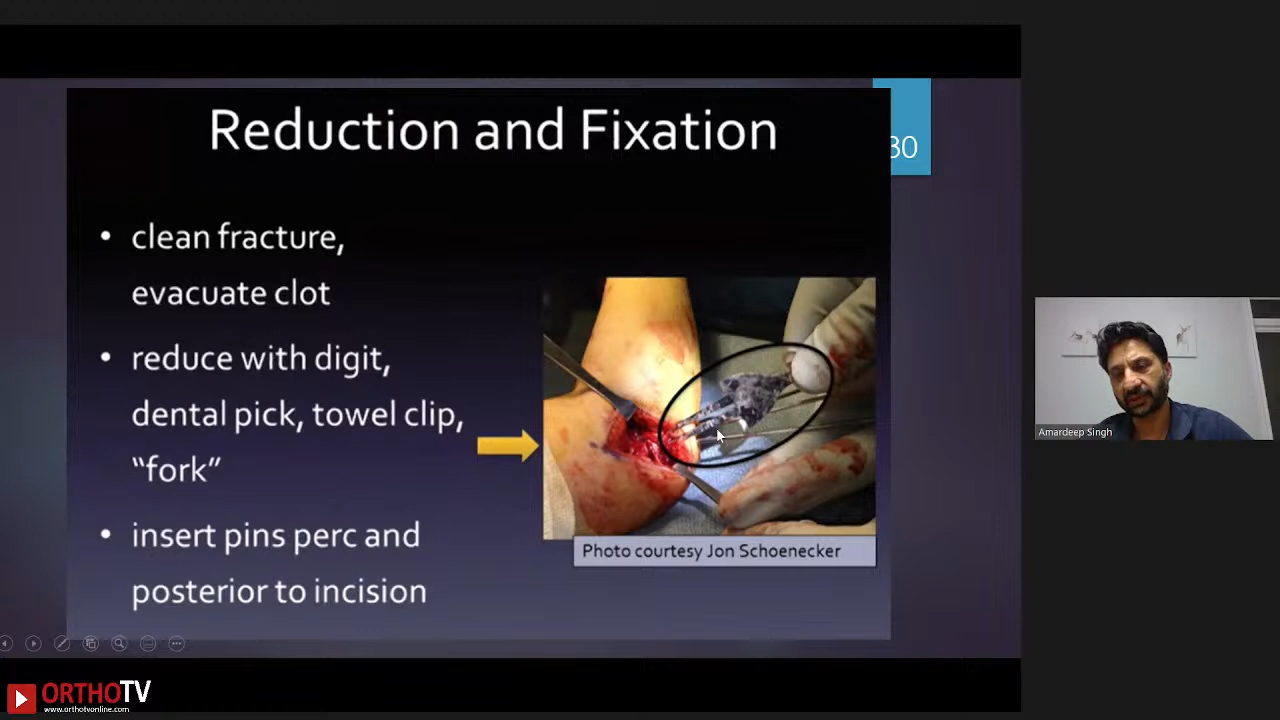 Reduction and Fixation
30
• clean fracture,
evacuate clot
• reduce with digit,
dental pick, towel clip,
“fork”
• insert pins perc and
posterior to incision
Photo courtesy Jon Schoenecker
Amardeep Singh
ORTHOTV
www.orthotvonline.com